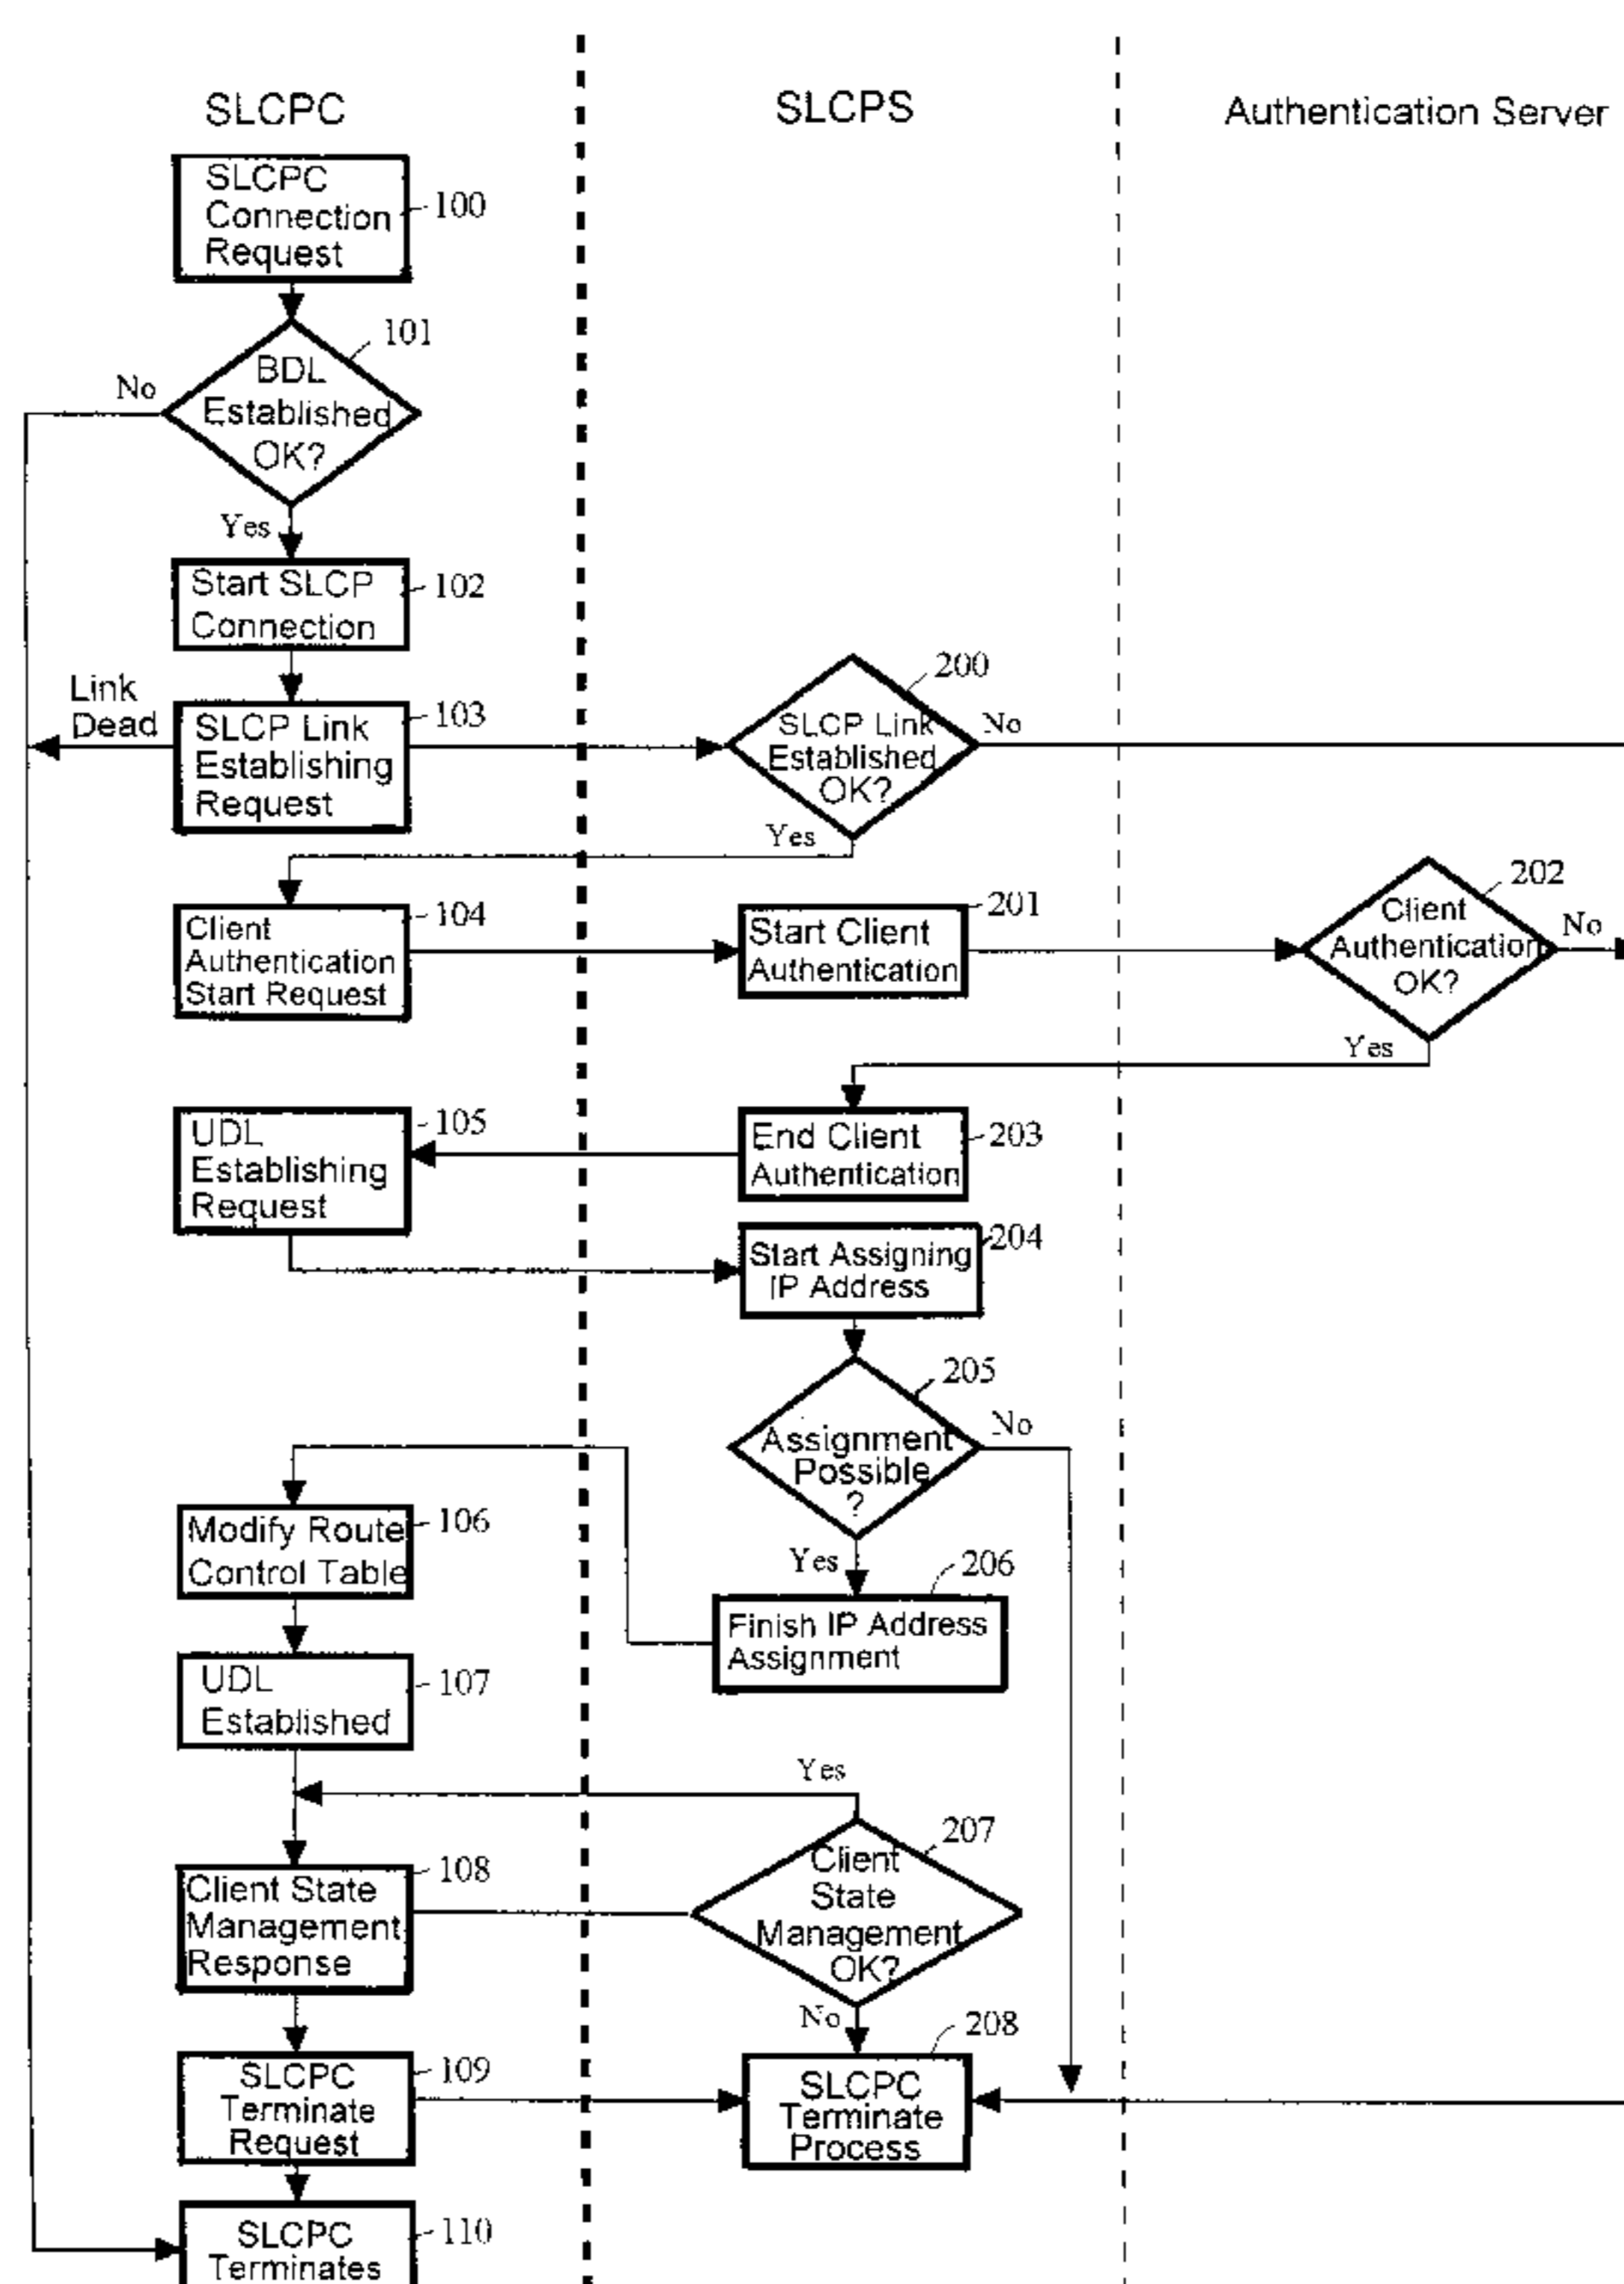 SLCPC
SLCPS
Authentication Server
SLCPC
Connection
Request
100
101
BDL
Established
OK?
No
Yes
Start SLCP
Connection
102
Link
Dead
SLCP Link
Establishing
Request
103
200
SLCP Link
Established
OK?
No
Yes
Client
Authentication
Start Request
104
Start Client
Authentication
201
202
Client
Authentication
OK?
No
Yes
UDL
Establishing
Request
105
End Client
Authentication
203
Start Assigning
IP Address
204
205
Assignment
Possible
?
No
Yes
Modify Route
Control Table
106
206
Finish IP Address
Assignment
UDL
Established
107
Yes
207
Client
State
Management
OK?
No
Client State
Management
Response
108
208
SLCPC
Terminate
Request
109
SLCPC
Terminate
Process
SLCPC
Terminates
110